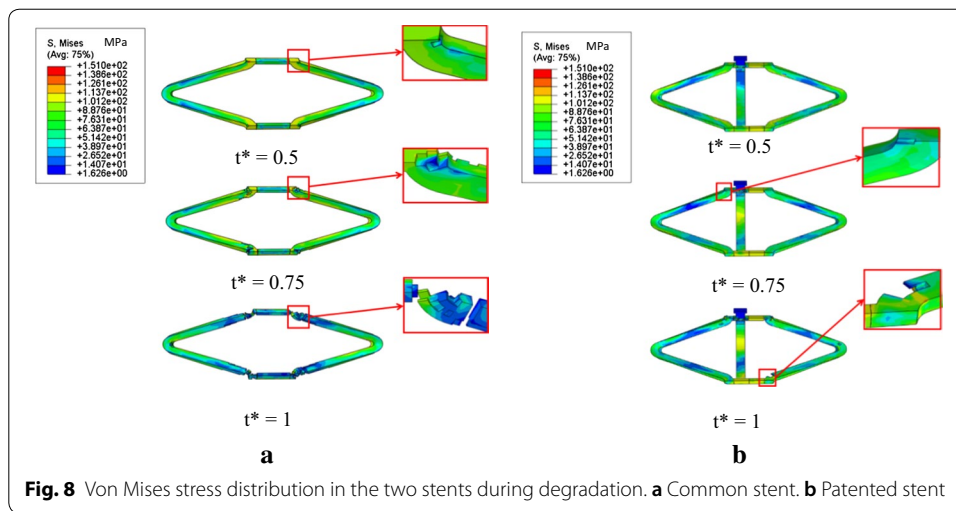 S, Mises MPa
(Avg: 75%)
+1.510e+02
+1.386e+02
+1.261e+02
+1.137e+02
+1.012e+02
+8.876e+01
+7.631e+01
+6.387e+01
+5.142e+01
+3.897e+01
+2.652e+01
+1.407e+01
+1.626e+00
t* = 0.5
t* = 0.75
t* = 1
a
S, Mises MPa
(Avg: 75%)
+1.510e+02
+1.386e+02
+1.261e+02
+1.137e+02
+1.012e+02
+8.876e+01
+7.631e+01
+6.387e+01
+5.142e+01
+3.897e+01
+2.652e+01
+1.407e+01
+1.626e+00
t* = 0.5
t* = 0.75
t* = 1
b
Fig. 8 Von Mises stress distribution in the two stents during degradation. a Common stent. b Patented stent